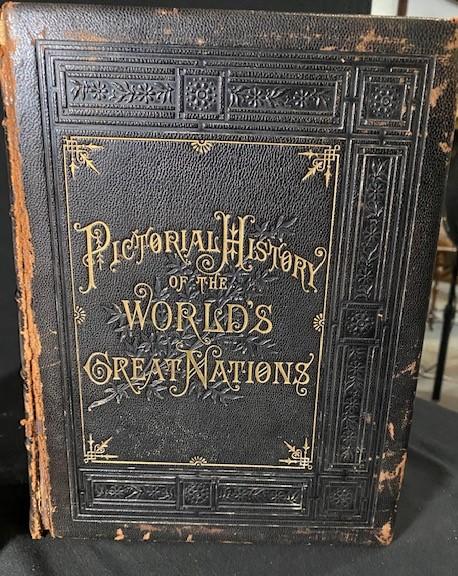 PICTORIAL HISTORY
OF THE
WORLD'S
GREAT NATIONS